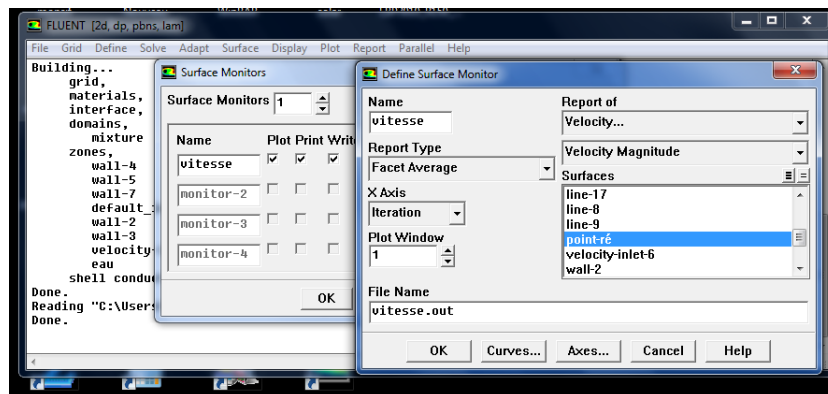 FLUENT [2d, dp, pbns, lam]
File Grid Define Solve Adapt Surface Display Plot Report Parallel Help
Building...
grid,
materials,
interface,
domains,
mixture
zones,
wall-4
wall-5
wall-7
default_
wall-2
wall-3
velocity-
eau
shell condu
Done.
Reading "C:\User
Done.
Surface Monitors
Surface Monitors 1
Name Plot Print Writ
vitesse
monitor-2
monitor-3
monitor-4
OK
Define Surface Monitor
Name
vitesse
Report Type
Facet Average
X Axis
Iteration
Plot Window
1
Report of
Velocity...
Velocity Magnitude
Surfaces
line-17
line-8
line-9
point-ré
velocity-inlet-6
wall-2
File Name
vitesse.out
OK Curves... Axes... Cancel Help